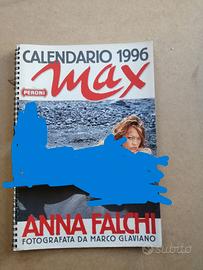 CALENDARIO 1996
PERONI
max
ANNA FALCHI
FOTOGRAFATA DA MARCO GLAVIANO
subito